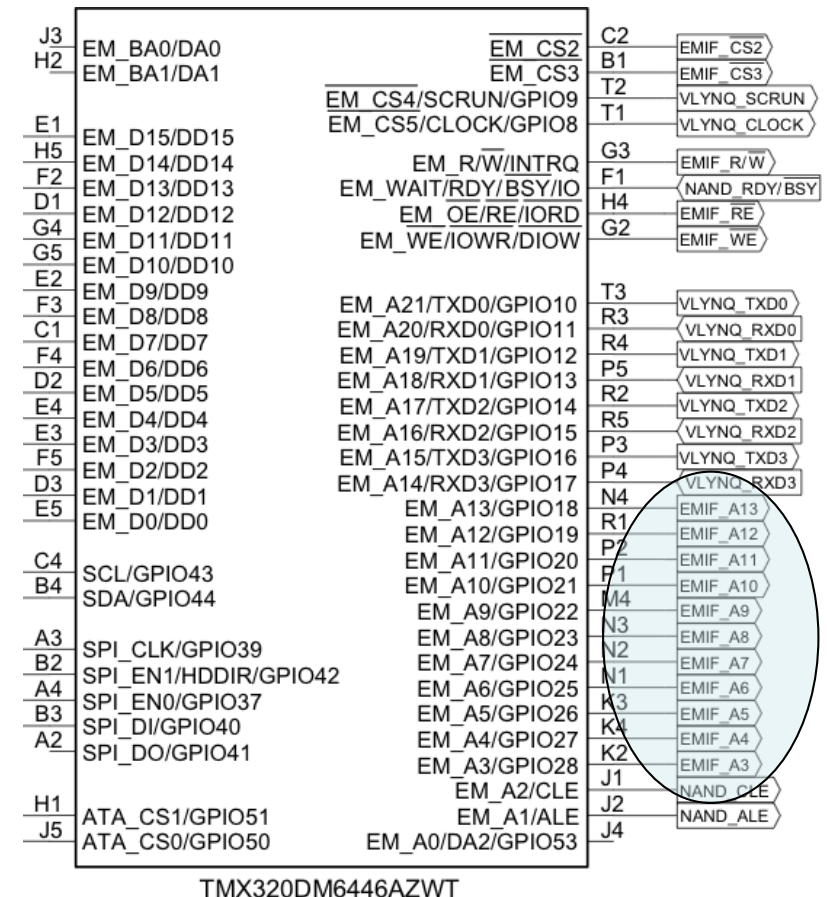 J3 EM_BA0/DA0
H2 EM_BA1/DA1
E1 EM_D15/DD15
H5 EM_D14/DD14
F2 EM_D13/DD13
D1 EM_D12/DD12
G4 EM_D11/DD11
G5 EM_D10/DD10
E2 EM_D9/DD9
F3 EM_D8/DD8
C1 EM_D7/DD7
F4 EM_D6/DD6
D2 EM_D5/DD5
E4 EM_D4/DD4
E3 EM_D3/DD3
F5 EM_D2/DD2
D3 EM_D1/DD1
E5 EM_D0/DD0
C4 SCL/GPIO43
B4 SDA/GPIO44
A3 SPI_CLK/GPIO39
B2 SPI_EN1/HDDIR/GPIO42
A4 SPI_EN0/GPIO37
B3 SPI_DI/GPIO40
A2 SPI_DO/GPIO41
H1 ATA_CS1/GPIO51
J5 ATA_CS0/GPIO50
EM_CS2 C2 EMIF_CS2
EM_CS3 B1 EMIF_CS3
EM_CS4/SCRUN/GPIO9 T2 VLYNQ_SCRUN
EM_CS5/CLOCK/GPIO8 T1 VLYNQ_CLOCK
EM_R/W/INTRQ G3 EMIF_R/W
EM_WAIT/RDY/BSY/IO F1 NAND_RDY/BSY
EM_OE/RE/IORD H4 EMIF_RE
EM_WE/IOWR/DIOW G2 EMIF_WE
EM_A21/TXD0/GPIO10 T3 VLYNQ_TXD0
EM_A20/RXD0/GPIO11 R3 VLYNQ_RXD0
EM_A19/TXD1/GPIO12 R4 VLYNQ_TXD1
EM_A18/RXD1/GPIO13 P5 VLYNQ_RXD1
EM_A17/TXD2/GPIO14 R2 VLYNQ_TXD2
EM_A16/RXD2/GPIO15 R5 VLYNQ_RXD2
EM_A15/TXD3/GPIO16 P3 VLYNQ_TXD3
EM_A14/RXD3/GPIO17 P4 VLYNQ_RXD3
EM_A13/GPIO18 N4 EMIF_A13
EM_A12/GPIO19 R1 EMIF_A12
EM_A11/GPIO20 P2 EMIF_A11
EM_A10/GPIO21 P1 EMIF_A10
EM_A9/GPIO22 M4 EMIF_A9
EM_A8/GPIO23 N3 EMIF_A8
EM_A7/GPIO24 N2 EMIF_A7
EM_A6/GPIO25 N1 EMIF_A6
EM_A5/GPIO26 K3 EMIF_A5
EM_A4/GPIO27 K4 EMIF_A4
EM_A3/GPIO28 K2 EMIF_A3
EM_A2/CLE J1 NAND_CLE
EM_A1/ALE J2 NAND_ALE
EM_A0/DA2/GPIO53 J4
TMX320DM6446AZWT